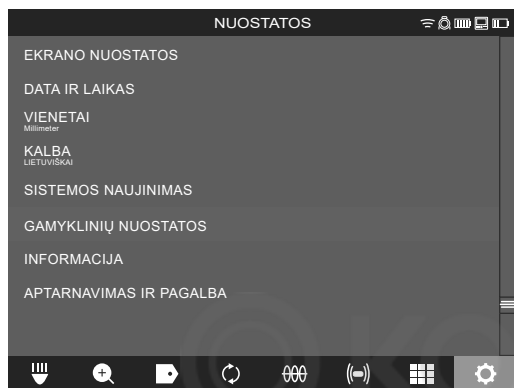 NUOSTATOS
EKRANO NUOSTATOS
DATA IR LAIKAS
VIENETAI
Millimeter
KALBA
LIETUVIŠKAI
SISTEMOS NAUJINIMAS
GAMYKLINIŲ NUOSTATOS
INFORMACIJA
APTARNAVIMAS IR PAGALBA